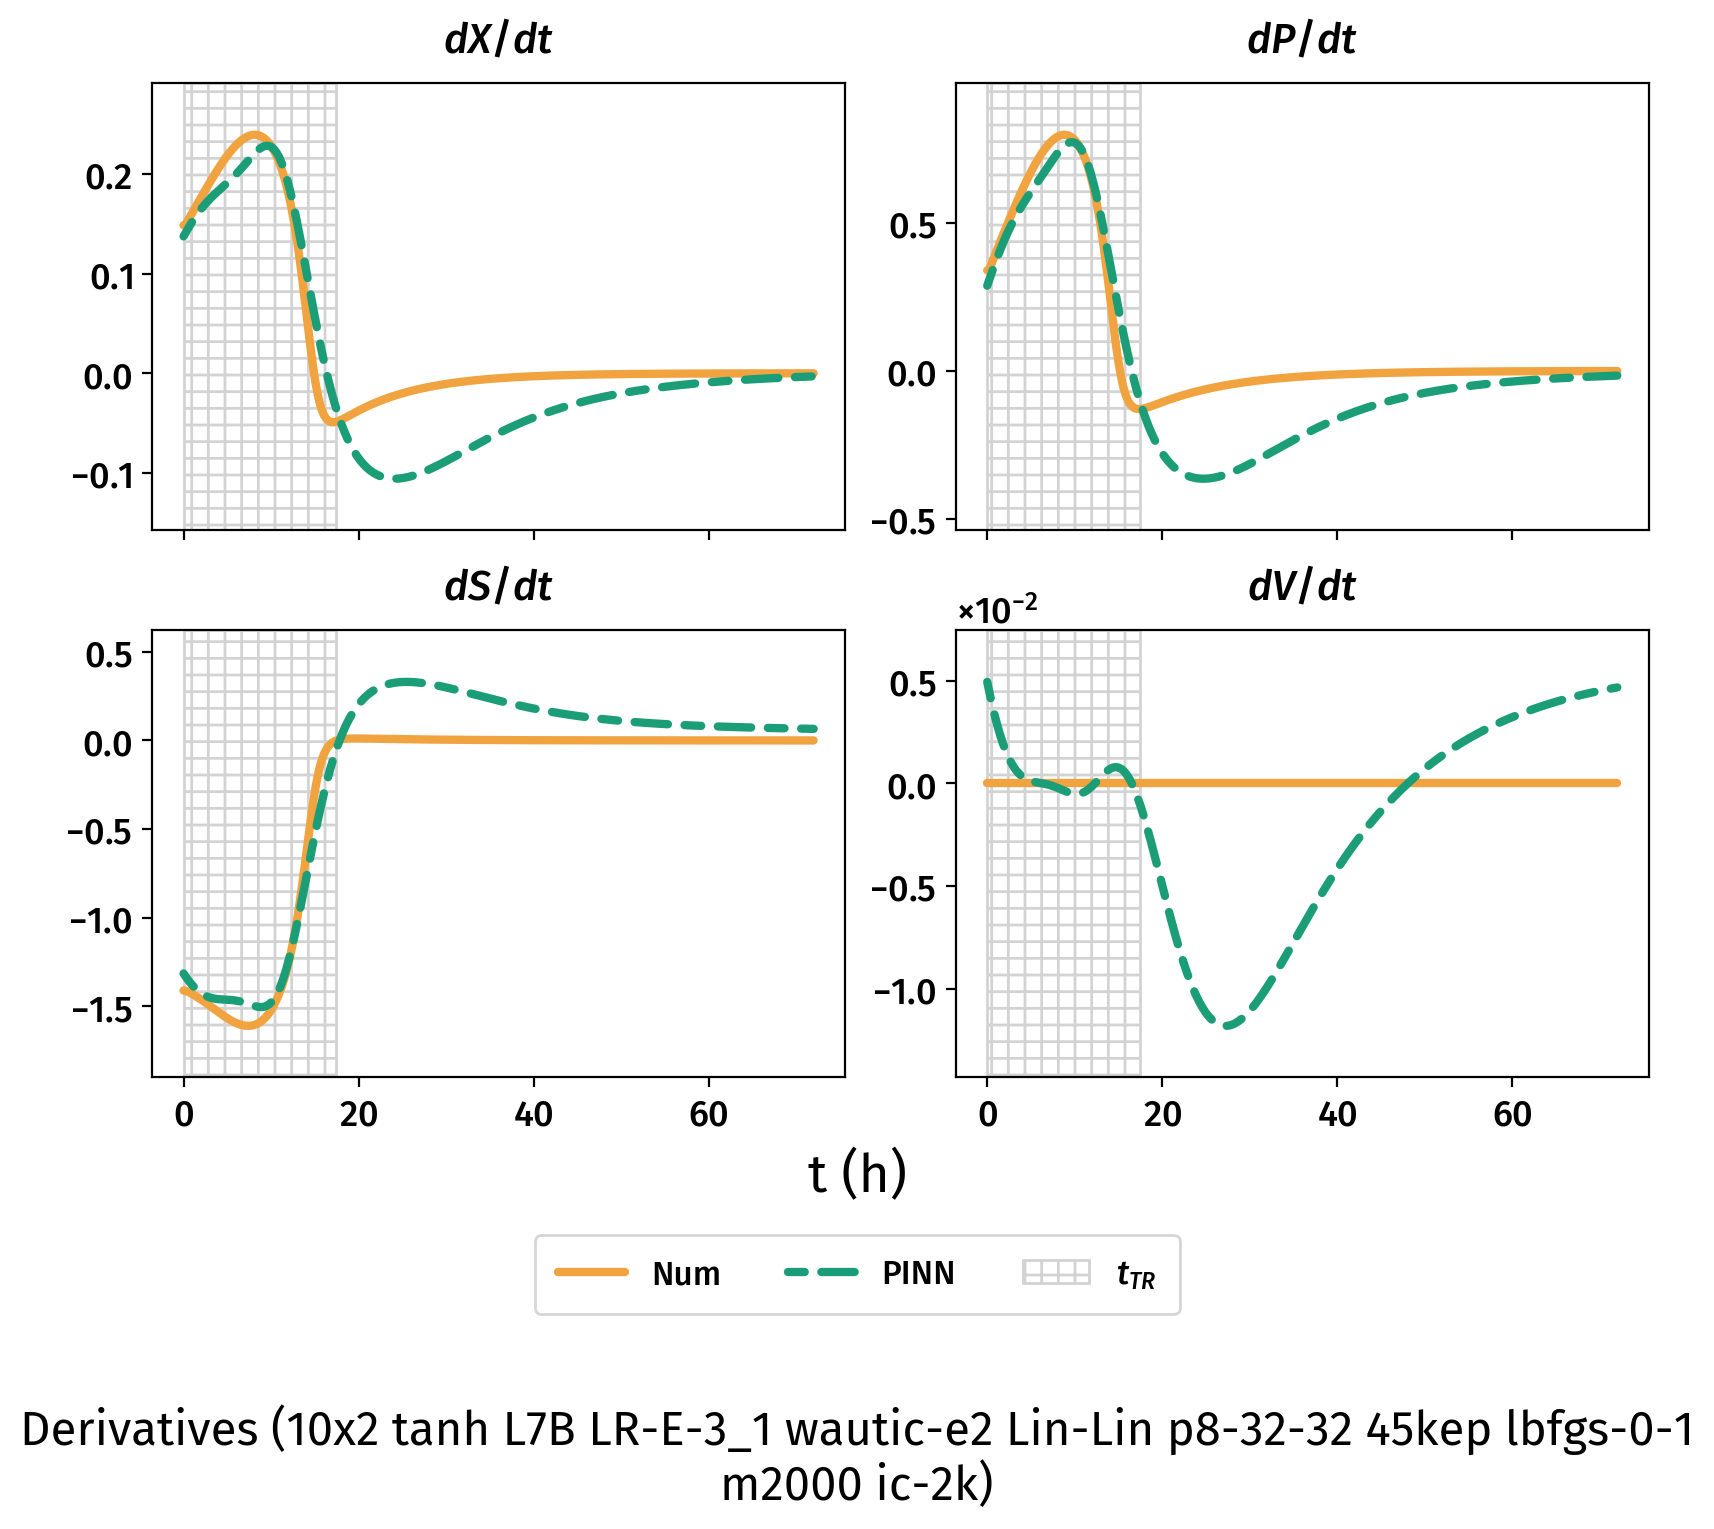 dX/dt
dP/dt
0.2
0.1
0.0
−0.1
0.5
0.0
−0.5
dS/dt
dV/dt
×10⁻²
0.5
0.0
−0.5
−1.0
−1.5
0.5
0.0
−0.5
−1.0
0 20 40 60
0 20 40 60
t (h)
Num PINN t_TR
Derivatives (10x2 tanh L7B LR-E-3_1 wautic-e2 Lin-Lin p8-32-32 45kep lbfgs-0-1
m2000 ic-2k)